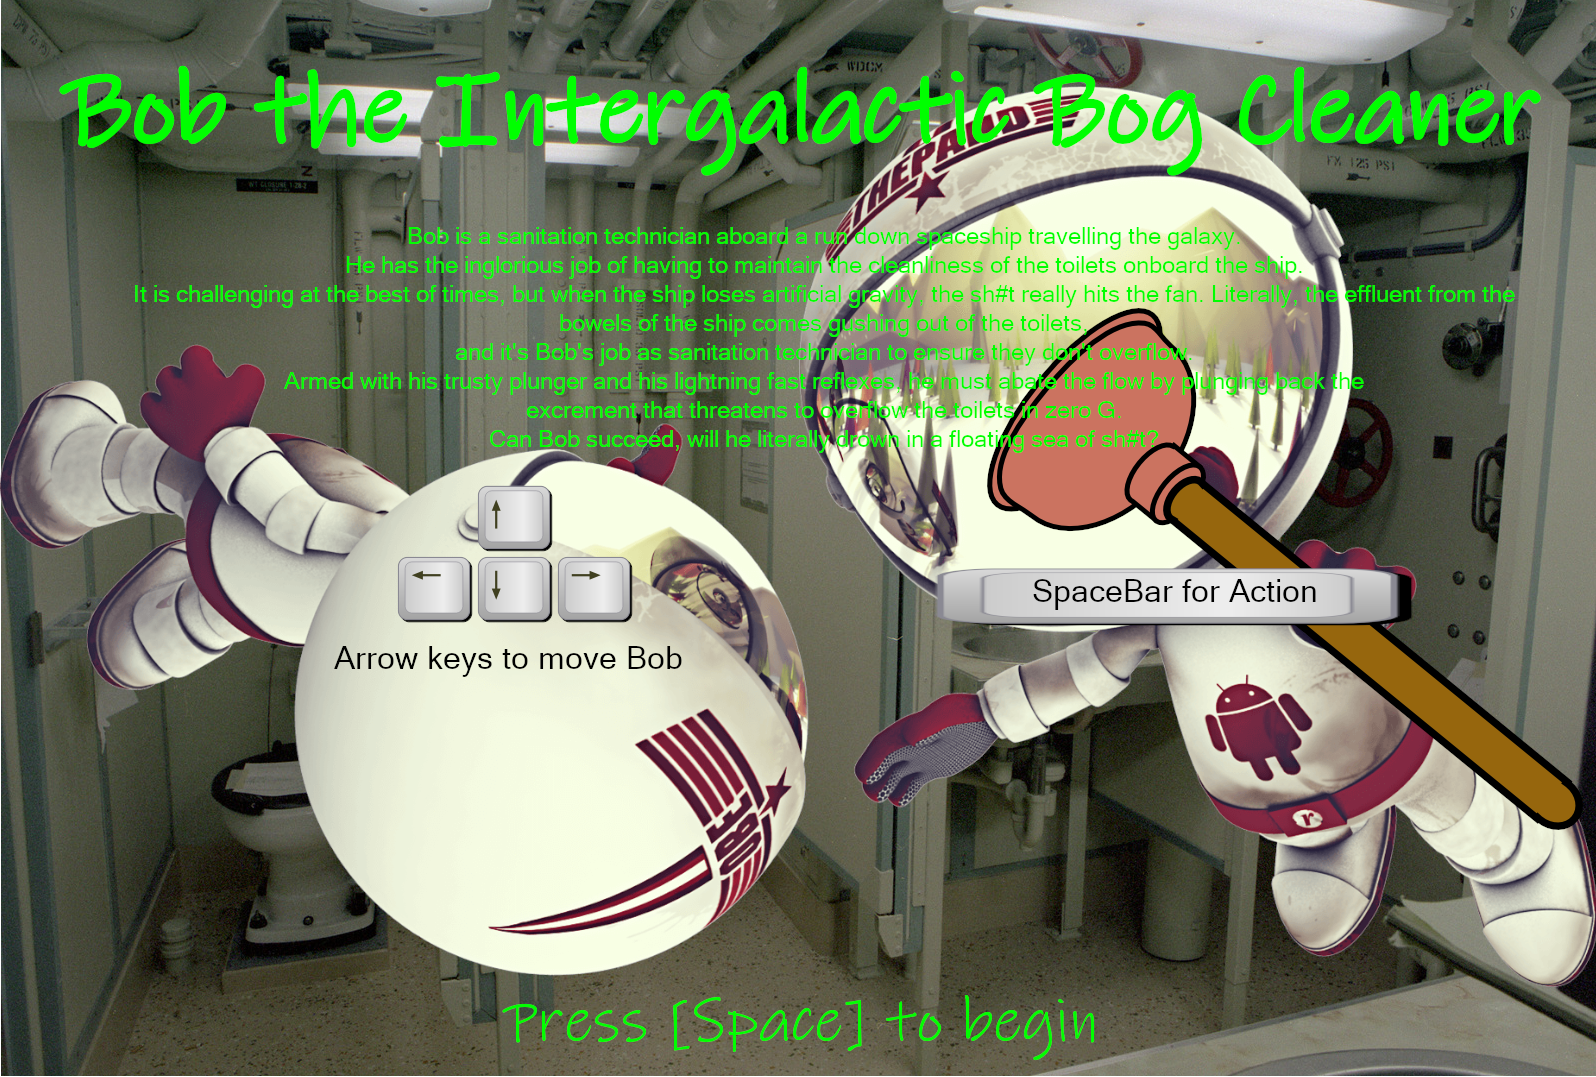 Bob the Intergalactic Bog Cleaner
THEPACO
Bob is a sanitation technician aboard a run down spaceship travelling the galaxy.
He has the inglorious job of having to maintain the cleanliness of the toilets onboard the ship.
It is challenging at the best of times, but when the ship loses artificial gravity, the sh#t really hits the fan. Literally, the effluent from the
bowels of the ship comes gushing out of the toilets,
and it's Bob's job as sanitation technician to ensure they don't overflow.
Armed with his trusty plunger and his lightning fast reflexes, he must abate the flow by plunging back the
excrement that threatens to overflow the toilets in zero G.
Can Bob succeed, will he literally drown in a floating sea of sh#t?
↑
← ↓ →
SpaceBar for Action
Arrow keys to move Bob
380
r
Press [Space] to begin